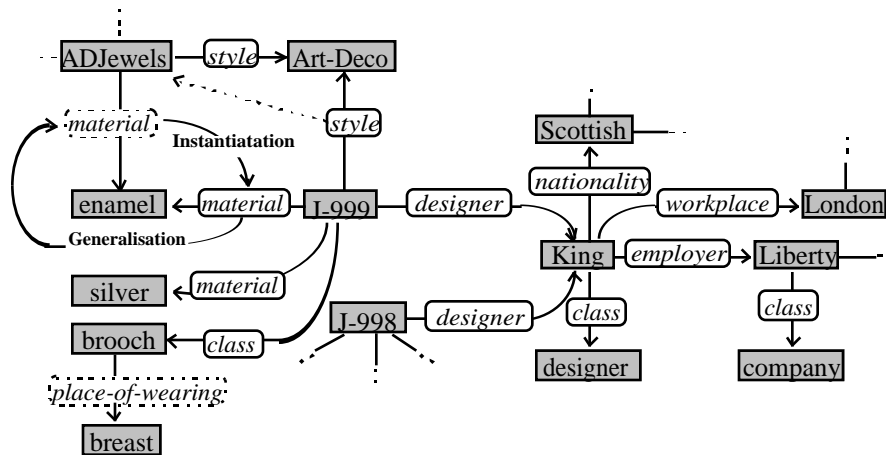 ADJewels
style
Art-Deco
material
Instantiatation
style
Scottish
nationality
enamel
material
J-999
designer
workplace
London
Generalisation
King
employer
Liberty
silver
material
J-998
designer
class
class
brooch
class
designer
company
place-of-wearing
breast